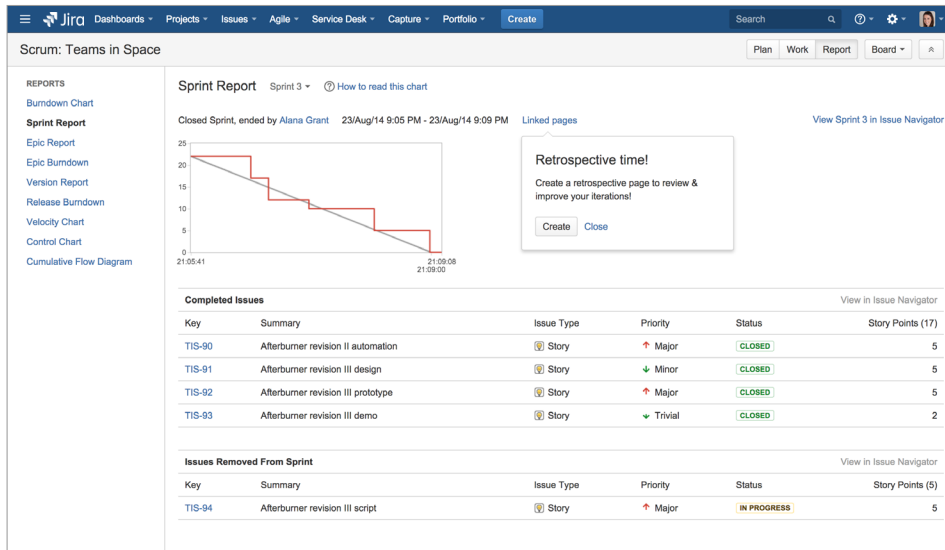 Jira Dashboards Projects Issues Agile Service Desk Capture Portfolio Create Search
Scrum: Teams in Space Plan Work Report Board
REPORTS
Burndown Chart
Sprint Report
Epic Report
Epic Burndown
Version Report
Release Burndown
Velocity Chart
Control Chart
Cumulative Flow Diagram
Sprint Report Sprint 3 ? How to read this chart
Closed Sprint, ended by Alana Grant 23/Aug/14 9:05 PM - 23/Aug/14 9:09 PM Linked pages View Sprint 3 in Issue Navigator
25
20
15
10
5
0
21:05:41 21:09:08
21:09:00
Retrospective time!
Create a retrospective page to review &
improve your iterations!
Create Close
Completed Issues View in Issue Navigator
Key Summary Issue Type Priority Status Story Points (17)
TIS-90 Afterburner revision II automation Story Major CLOSED 5
TIS-91 Afterburner revision III design Story Minor CLOSED 5
TIS-92 Afterburner revision III prototype Story Major CLOSED 5
TIS-93 Afterburner revision III demo Story Trivial CLOSED 2
Issues Removed From Sprint View in Issue Navigator
Key Summary Issue Type Priority Status Story Points (5)
TIS-94 Afterburner revision III script Story Major IN PROGRESS 5